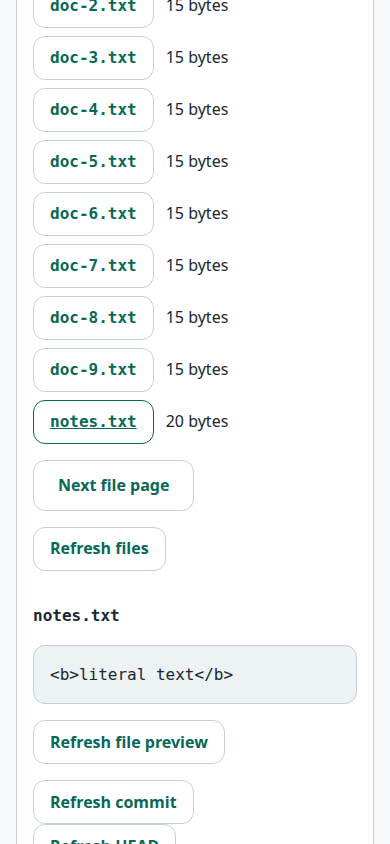 doc-2.txt 15 bytes
doc-3.txt 15 bytes
doc-4.txt 15 bytes
doc-5.txt 15 bytes
doc-6.txt 15 bytes
doc-7.txt 15 bytes
doc-8.txt 15 bytes
doc-9.txt 15 bytes
notes.txt 20 bytes
Next file page
Refresh files
notes.txt
<b>literal text</b>
Refresh file preview
Refresh commit
Refresh HEAD